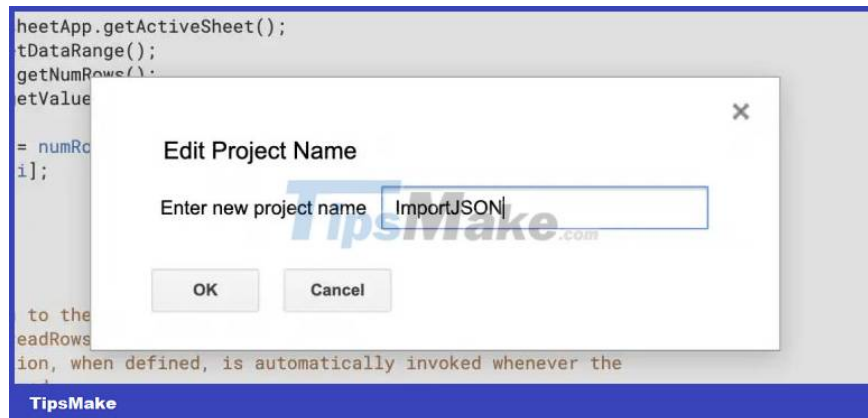 heetApp.getActiveSheet();
tDataRange();
getNumRows();
etValue
= numRo
i];
Edit Project Name
Enter new project name ImportJSON
TipsMake.com
OK Cancel
to the
eadRows
ion, when defined, is automatically invoked whenever the
TipsMake